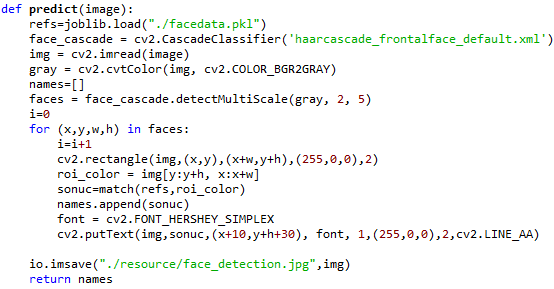 def predict(image):
    refs=joblib.load("./facedata.pkl")
    face_cascade = cv2.CascadeClassifier('haarcascade_frontalface_default.xml')
    img = cv2.imread(image)
    gray = cv2.cvtColor(img, cv2.COLOR_BGR2GRAY)
    names=[]
    faces = face_cascade.detectMultiScale(gray, 2, 5)
    i=0
    for (x,y,w,h) in faces:
        i=i+1
        cv2.rectangle(img,(x,y),(x+w,y+h),(255,0,0),2)
        roi_color = img[y:y+h, x:x+w]
        sonuc=match(refs,roi_color)
        names.append(sonuc)
        font = cv2.FONT_HERSHEY_SIMPLEX
        cv2.putText(img,sonuc,(x+10,y+h+30), font, 1,(255,0,0),2,cv2.LINE_AA)

    io.imsave("./resource/face_detection.jpg",img)
    return names